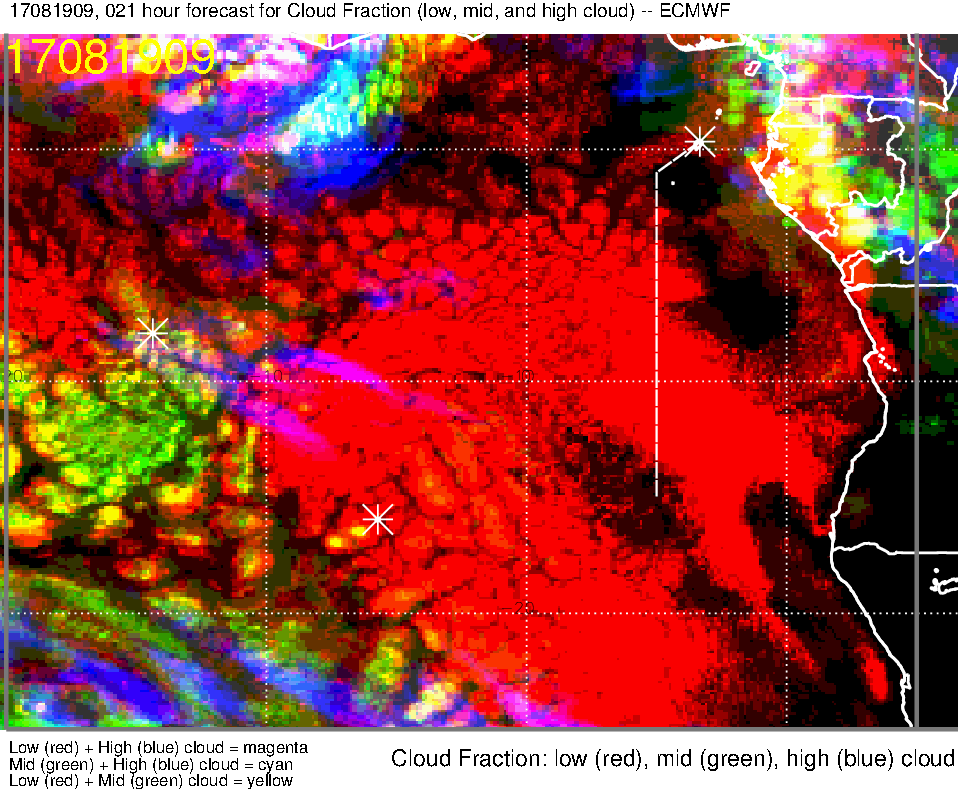 17081909, 021 hour forecast for Cloud Fraction (low, mid, and high cloud) -- ECMWF
17081909
Low (red) + High (blue) cloud = magenta
Mid (green) + High (blue) cloud = cyan
Low (red) + Mid (green) cloud = yellow
Cloud Fraction: low (red), mid (green), high (blue) cloud